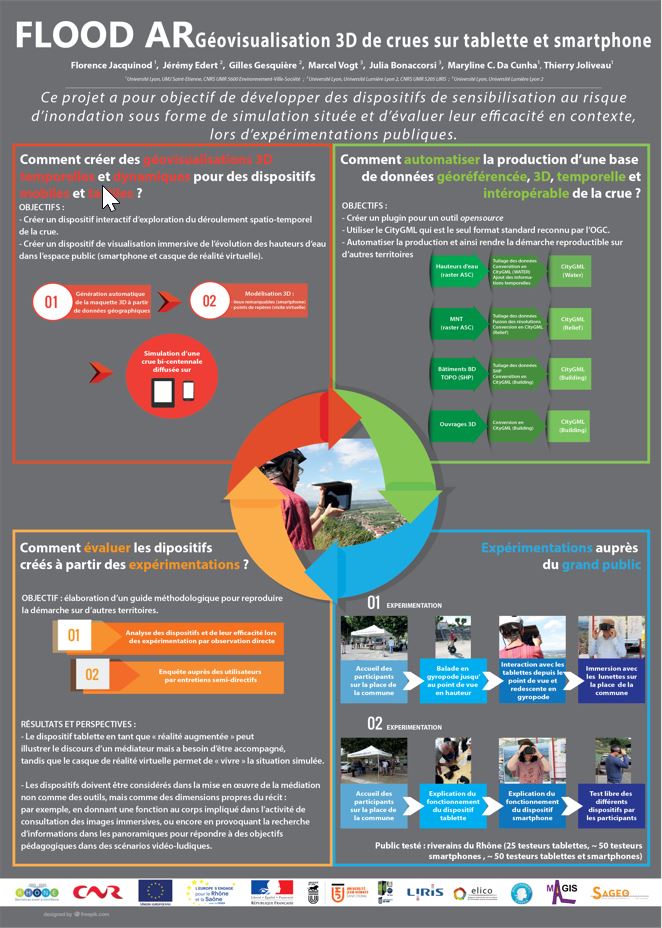 FLOOD AR Géovisualisation 3D de crues sur tablette et smartphone
Florence Jacquinod 1, Jérémy Edert 2, Gilles Gesquière 2, Marcel Vogt 3, Julia Bonaccorsi 3, Maryline C. Da Cunha 1, Thierry Joliveau 1
1 Université Lyon, UMJ Saint-Etienne, CNRS UMR 5600 Environnement-Ville-Société ; 2 Université Lyon, Université Lumière Lyon 2, CNRS UMR 5205 LIRIS ; 3 Université Lyon, Université Lumière Lyon 2
Ce projet a pour objectif de développer des dispositifs de sensibilisation au risque
d'inondation sous forme de simulation située et d'évaluer leur efficacité en contexte,
lors d'expérimentations publiques.
Comment créer des géovisualisations 3D
temporelles et dynamiques pour des dispositifs
mobiles et tactiles ?
OBJECTIFS :
- Créer un dispositif interactif d'exploration du déroulement spatio-temporel
de la crue.
- Créer un dispositif de visualisation immersive de l'évolution des hauteurs d'eau
dans l'espace public (smartphone et casque de réalité virtuelle).
01
Génération automatique
de la maquette 3D à partir
de données géographiques
02
Modélisation 3D :
- lieux remarquables (smartphone)
- points de repères (visite virtuelle)
Simulation d'une
crue bi-centennale
diffusée sur
Comment automatiser la production d'une base
de données géoréférencée, 3D, temporelle et
intéropérable de la crue ?
OBJECTIFS :
- Créer un plugin pour un outil opensource
- Utiliser le CityGML qui est le seul format standard reconnu par l'OGC.
- Automatiser la production et ainsi rendre la démarche reproductible sur
d'autres territoires
Hauteurs d'eau
(raster ASC)
Tuilage des données
Conversion en
CityGML (WATER)
Ajout des informa-
tions temporelles
CityGML
(Water)
MNT
(raster ASC)
Tuilage des données
Fusion des résolutions
Conversion en CityGML
(Relief)
CityGML
(Relief)
Bâtiments BD
TOPO (SHP)
Tuilage des données
SHP
Conversion en
CityGML (Building)
CityGML
(Building)
Ouvrages 3D
Conversion en
CityGML (Building)
CityGML
(Building)
Comment évaluer les dipositifs
créés à partir des expérimentations ?
OBJECTIF : élaboration d'un guide méthodologique pour reproduire
la démarche sur d'autres territoires.
01
Analyse des dispositifs et de leur efficacité lors
des expérimentation par observation directe
02
Enquête auprès des utilisateurs
par entretiens semi-directifs
RÉSULTATS ET PERSPECTIVES :
- Le dispositif tablette en tant que « réalité augmentée » peut
illustrer le discours d'un médiateur mais a besoin d'être accompagné,
tandis que le casque de réalité virtuelle permet de « vivre » la situation simulée.
- Les dispositifs doivent être considérés dans la mise en œuvre de la médiation
non comme des outils, mais comme des dimensions propres du récit :
par exemple, en donnant une fonction au corps impliqué dans l'activité de
consultation des images immersives, ou encore en provoquant la recherche
d'informations dans les panoramiques pour répondre à des objectifs
pédagogiques dans des scénarios vidéo-ludiques.
Expérimentations auprès
du grand public
01 EXPERIMENTATION
Accueil des
participants
sur la place de
la commune
Balade en
gyropode jusqu'
au point de vue
en hauteur
Interaction avec les
tablettes depuis le
point de vue et
redescente en
gyropode
Immersion avec
les lunettes sur
la place de la
commune
02 EXPERIMENTATION
Accueil des
participants
sur la place de
la commune
Explication du
fonctionnement
du dispositif
tablette
Explication du
fonctionnement
du dispositif
smartphone
Test libre des
différents
dispositifs par
les participants
Public testé : riverains du Rhône (25 testeurs tablettes, ~ 50 testeurs
smartphones , ~ 50 testeurs tablettes et smartphones)
RHÔNE
CNR
UNION EUROPÉENNE
L'EUROPE S'ENGAGE
pour le Rhône
et la Saône
RÉPUBLIQUE FRANÇAISE
LIRIS
elico
MAGIS
SAGEO
designed by freepik.com